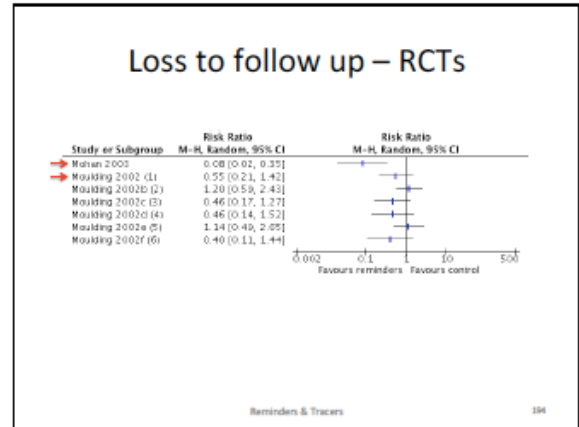 Loss to follow up – RCTs
Risk Ratio Risk Ratio
Study or Subgroup M-H, Random, 95% CI M-H, Random, 95% CI
Mohan 2003 0.08 [0.02, 0.35]
Moulding 2002 (1) 0.55 [0.21, 1.42]
Moulding 2002b (2) 1.20 [0.59, 2.43]
Moulding 2002c (3) 0.46 [0.17, 1.27]
Moulding 2002d (4) 0.46 [0.14, 1.52]
Moulding 2002e (5) 1.14 [0.49, 2.65]
Moulding 2002f (6) 0.40 [0.11, 1.44]
0.002 0.1 1 10 500
Favours reminders Favours control
Reminders & Tracers